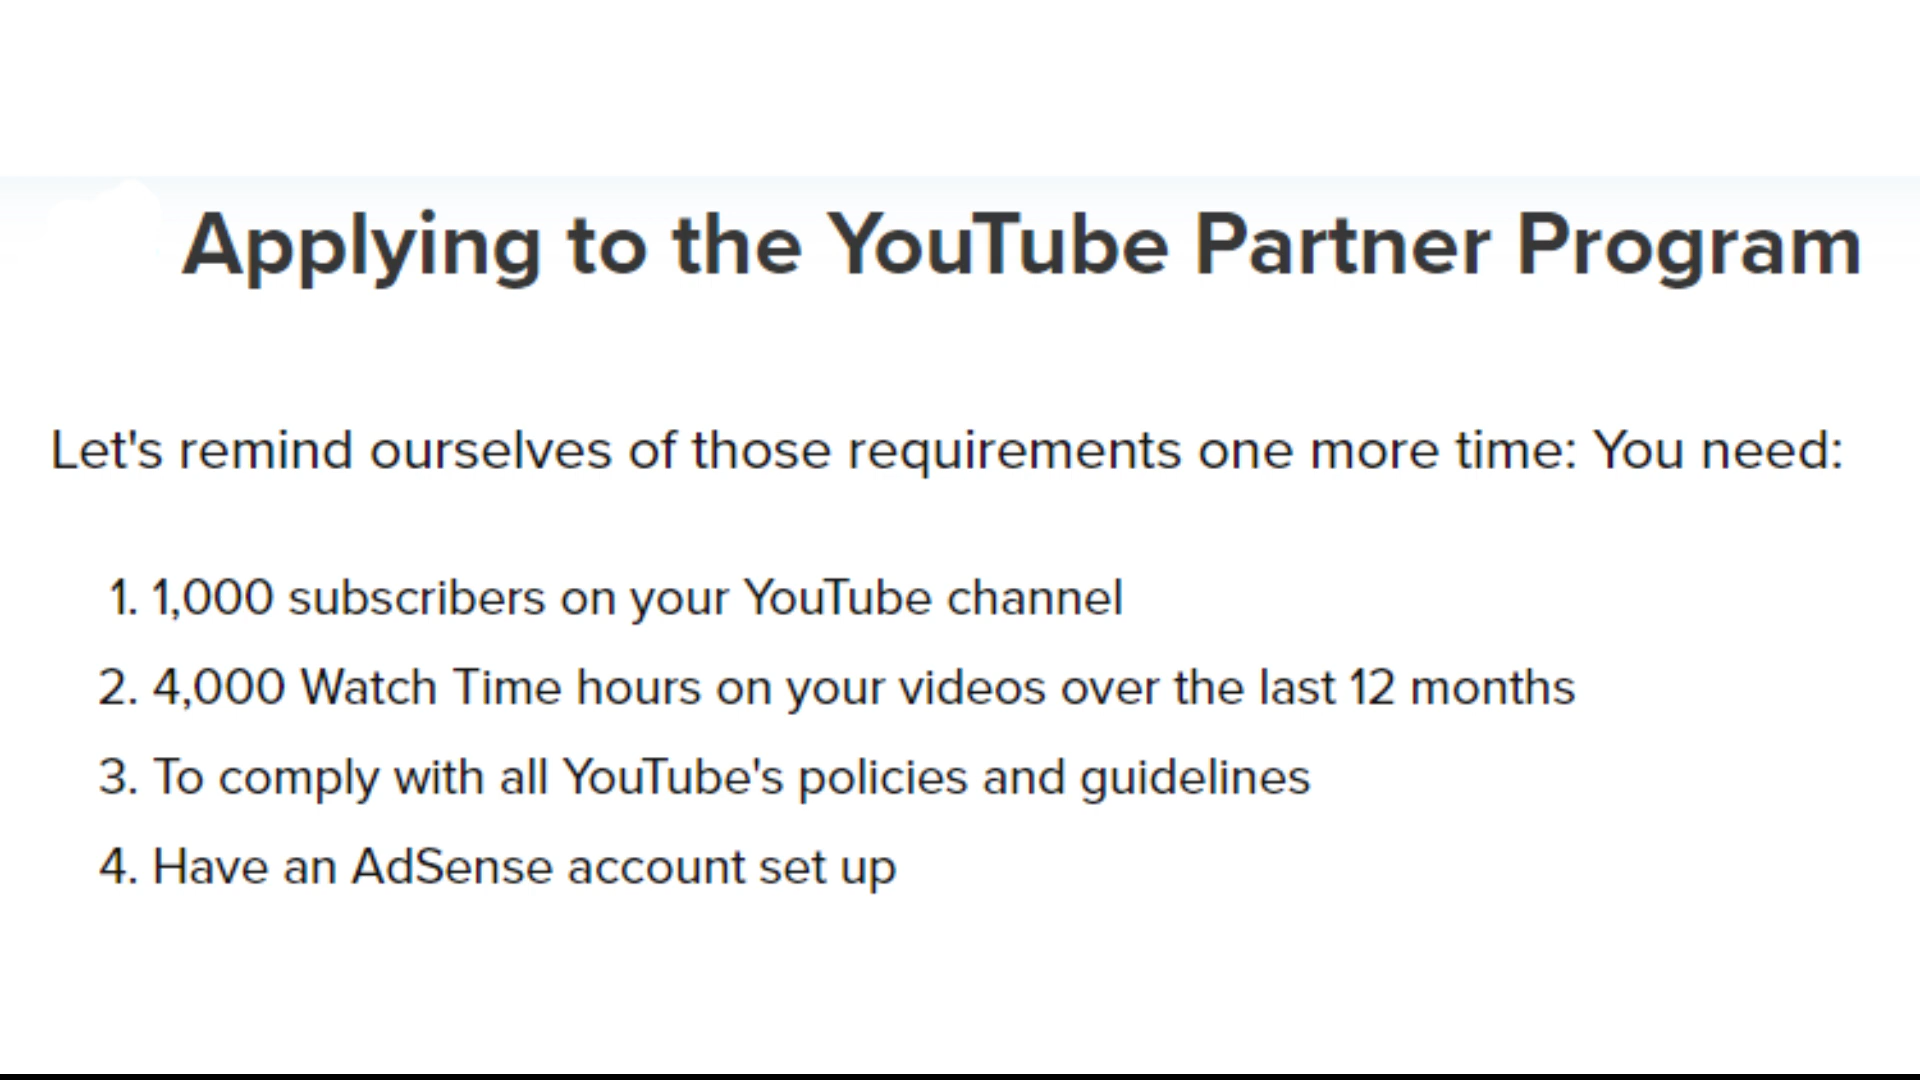 Applying to the YouTube Partner Program
Let's remind ourselves of those requirements one more time: You need:
1. 1,000 subscribers on your YouTube channel
2. 4,000 Watch Time hours on your videos over the last 12 months
3. To comply with all YouTube's policies and guidelines
4. Have an AdSense account set up